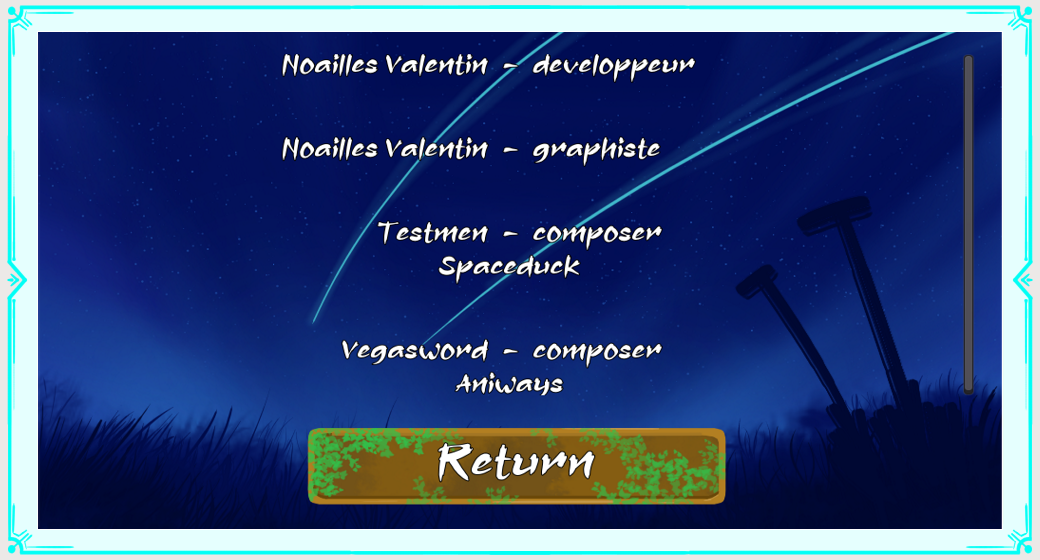 Noailles Valentin - developpeur
Noailles Valentin - graphiste
Testmen - composer
Spaceduck
Vegasword - composer
Aniways
Return